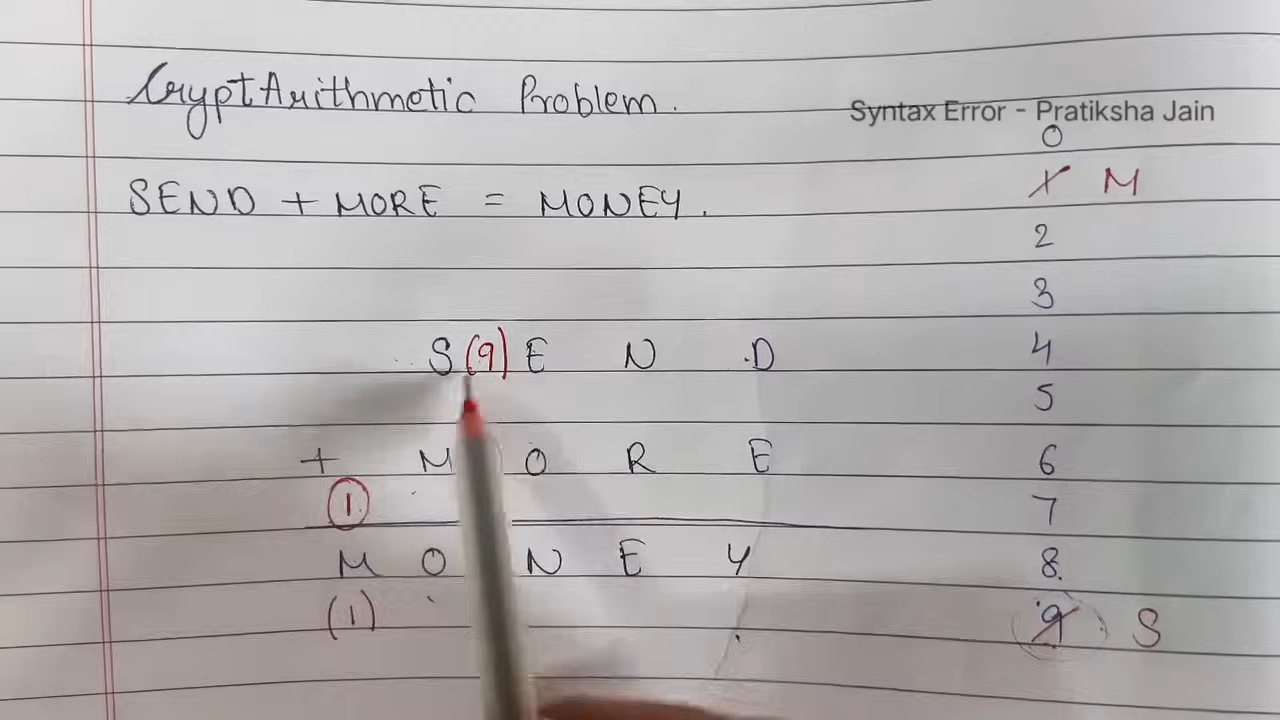 CryptArithmetic Problem.
Syntax Error - Pratiksha Jain
0
1 M
SEND + MORE = MONEY.
2
3
S(9) E N D
4
5
+ M O R E
6
1
7
M O N E Y
8.
(1)
9 S